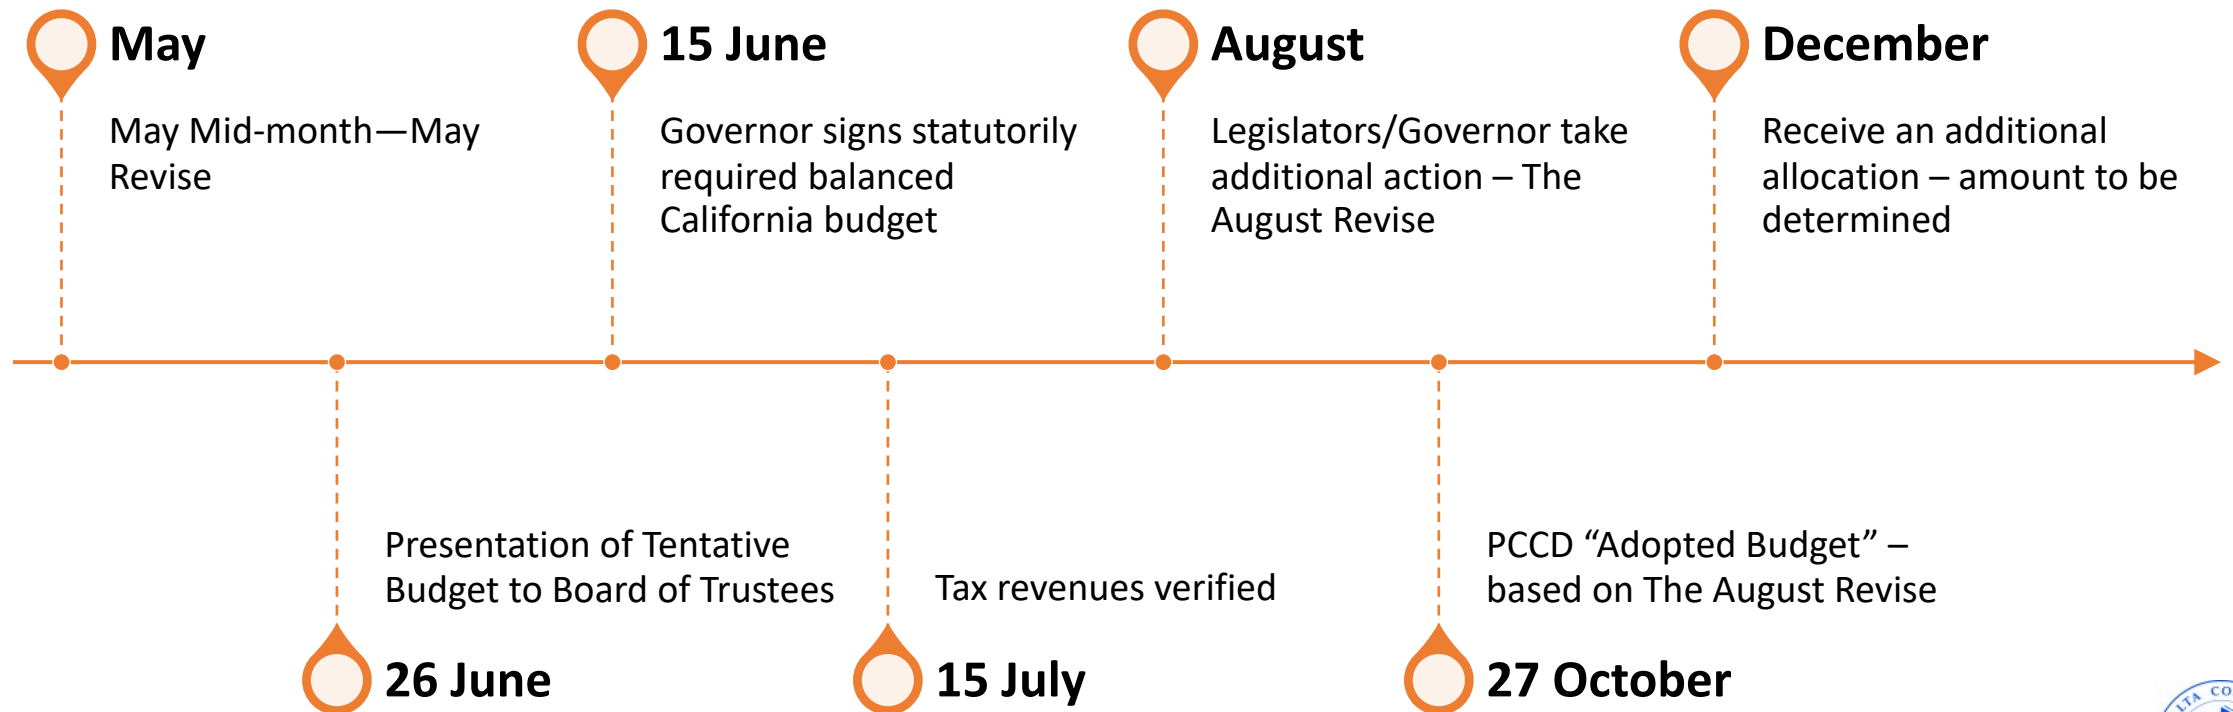 May
May Mid-month—May
Revise
15 June
Governor signs statutorily
required balanced
California budget
August
Legislators/Governor take
additional action – The
August Revise
December
Receive an additional
allocation – amount to be
determined
Presentation of Tentative
Budget to Board of Trustees
26 June
Tax revenues verified
15 July
PCCD “Adopted Budget” –
based on The August Revise
27 October